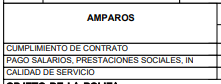 AMPAROS
CUMPLIMIENTO DE CONTRATO
PAGO SALARIOS, PRESTACIONES SOCIALES, IN
CALIDAD DE SERVICIO